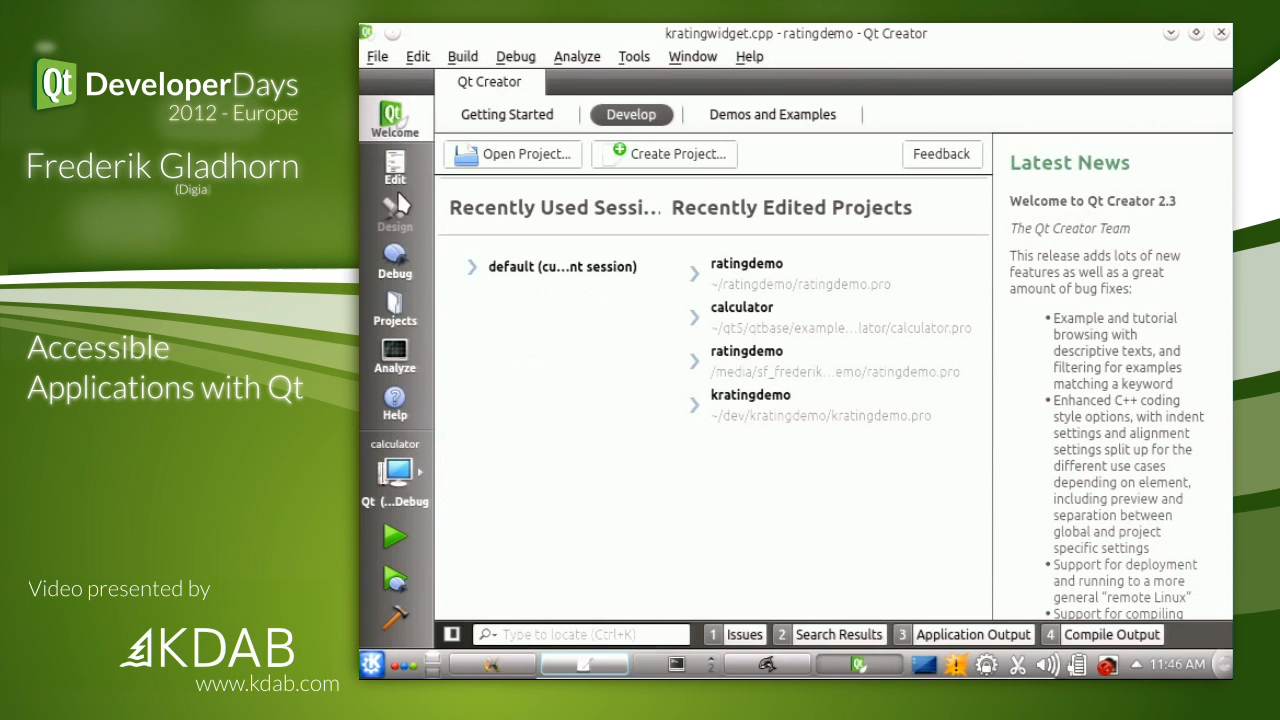 Qt DeveloperDays
2012 - Europe
Frederik Gladhorn
(Digia
Accessible
Applications with Qt
Video presented by
KDAB
www.kdab.com
kratingwidget.cpp - ratingdemo - Qt Creator
File Edit Build Debug Analyze Tools Window Help
Qt Creator
Getting Started Develop Demos and Examples
Open Project... Create Project... Feedback
Qt
Welcome
Edit
Design
Debug
Projects
Analyze
Help
calculator
Qt (...Debug
Recently Used Sessi... Recently Edited Projects
default (cu...nt session)
ratingdemo
~/ratingdemo/ratingdemo.pro
calculator
~/qt5/qtbase/example...lator/calculator.pro
ratingdemo
/media/sf_frederik...emo/ratingdemo.pro
kratingdemo
~/dev/kratingdemo/kratingdemo.pro
Latest News
Welcome to Qt Creator 2.3
The Qt Creator Team
This release adds lots of new
features as well as a great
amount of bug fixes:
• Example and tutorial
browsing with
descriptive texts, and
filtering for examples
matching a keyword
• Enhanced C++ coding
style options, with indent
settings and alignment
settings split up for the
different use cases
depending on element,
including preview and
separation between
global and project
specific settings
• Support for deployment
and running to a more
general "remote Linux"
• Support for compiling
Type to locate (Ctrl+K) 1 Issues 2 Search Results 3 Application Output 4 Compile Output
2 11:46 AM